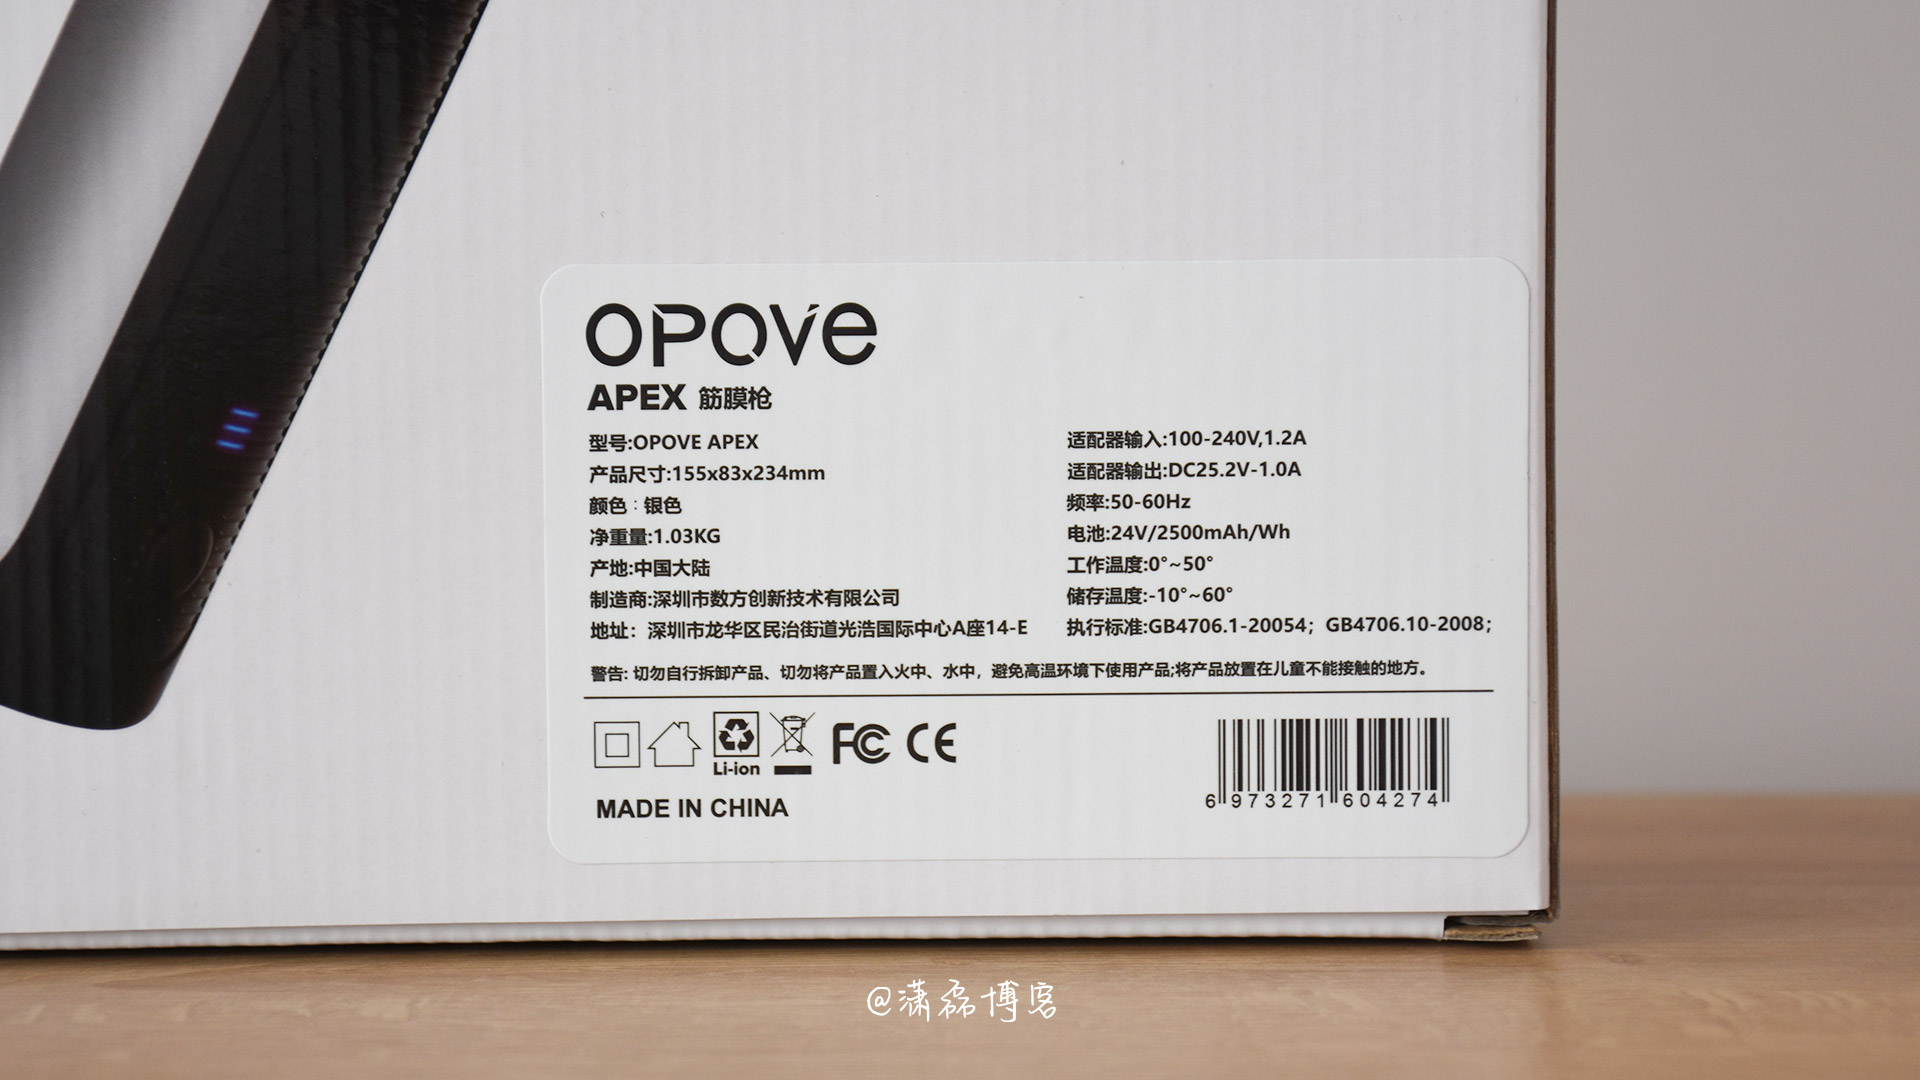 OPOVE
APEX 筋膜枪
型号:OPOVE APEX
产品尺寸:155x83x234mm
颜色：银色
净重量:1.03KG
产地:中国大陆
制造商:深圳市数方创新技术有限公司
地址：深圳市龙华区民治街道光浩国际中心A座14-E
适配器输入:100-240V,1.2A
适配器输出:DC25.2V-1.0A
频率:50-60Hz
电池:24V/2500mAh/Wh
工作温度:0°~50°
储存温度:-10°~60°
执行标准:GB4706.1-20054；GB4706.10-2008；
警告: 切勿自行拆卸产品、切勿将产品置入火中、水中，避免高温环境下使用产品;将产品放置在儿童不能接触的地方。
Li-ion
FC CE
MADE IN CHINA
6 973271 604274
@潇磊博客